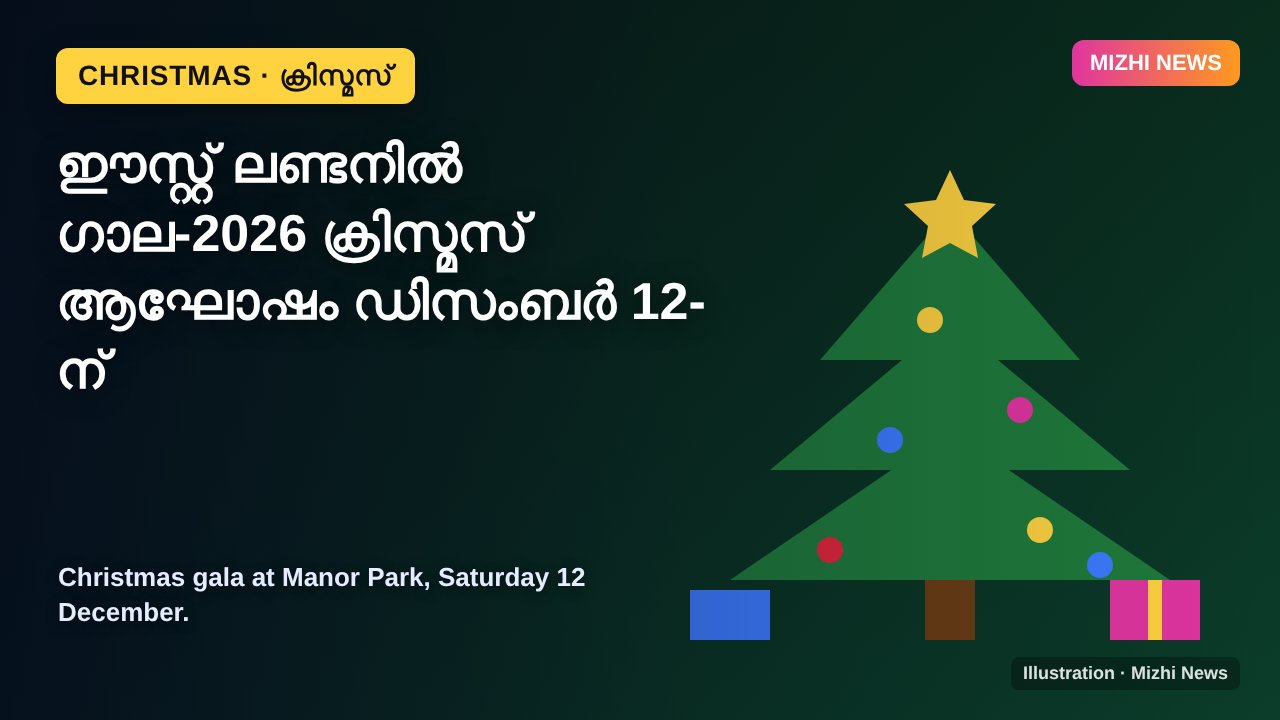 CHRISTMAS · ക്രിസ്മസ്
MIZHI NEWS
ഈസ്റ്റ് ലണ്ടനിൽ
ഗാല-2026 ക്രിസ്മസ്
ആഘോഷം ഡിസംബർ 12-
ന്
Christmas gala at Manor Park, Saturday 12
December.
Illustration · Mizhi News